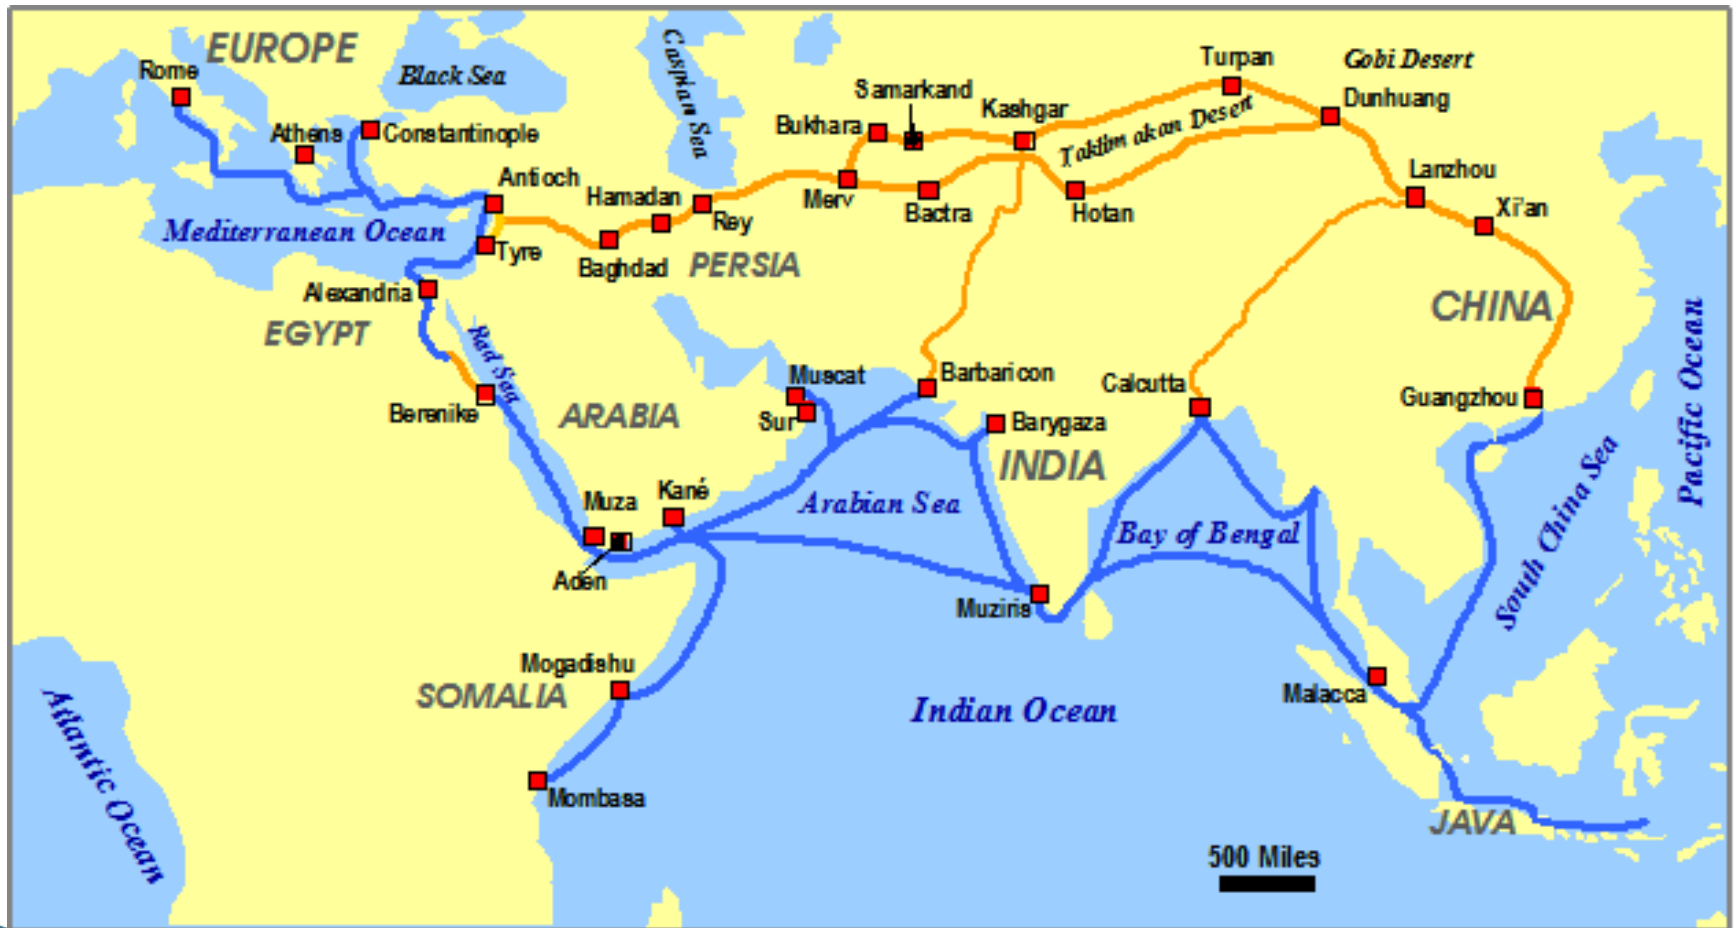 EUROPE
Rome
Black Sea
Caspian Sea
Athens
Constantinople
Antioch
Hamadan
Rey
Mediterranean Ocean
Tyre
Baghdad
PERSIA
Alexandria
EGYPT
Rad Sea
Berenike
ARABIA
Muscat
Sur
Muza
Kané
Aden
Mogadishu
SOMALIA
Mombasa
Atlantic Ocean
Samarkand
Bukhara
Kashgar
Merv
Bactra
Hotan
Taklimakan Desert
Turpan
Gobi Desert
Dunhuang
Lanzhou
Xi'an
CHINA
Barbaricon
Calcutta
Guangzhou
Barygaza
INDIA
Arabian Sea
Bay of Bengal
Muziris
Indian Ocean
Malacca
South China Sea
Pacific Ocean
JAVA
500 Miles